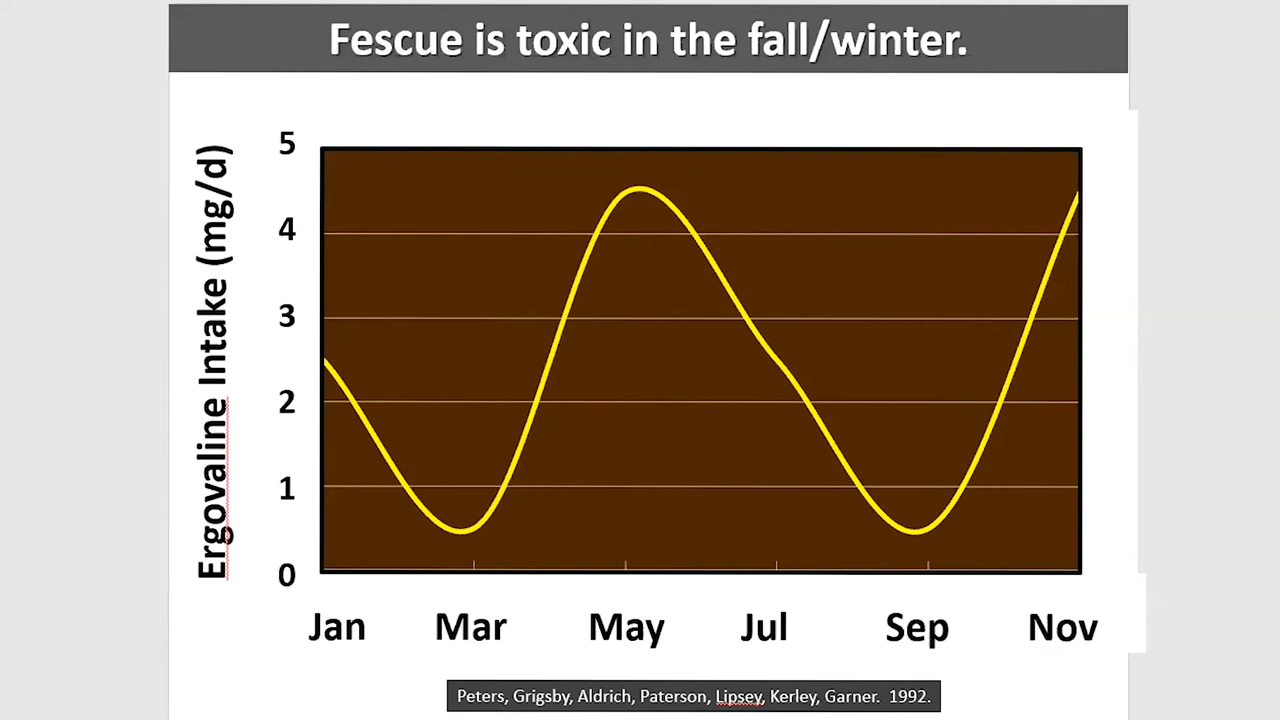 Fescue is toxic in the fall/winter.
Ergovaline Intake (mg/d)
5
4
3
2
1
0
Jan Mar May Jul Sep Nov
Peters, Grigsby, Aldrich, Paterson, Lipsey, Kerley, Garner. 1992.